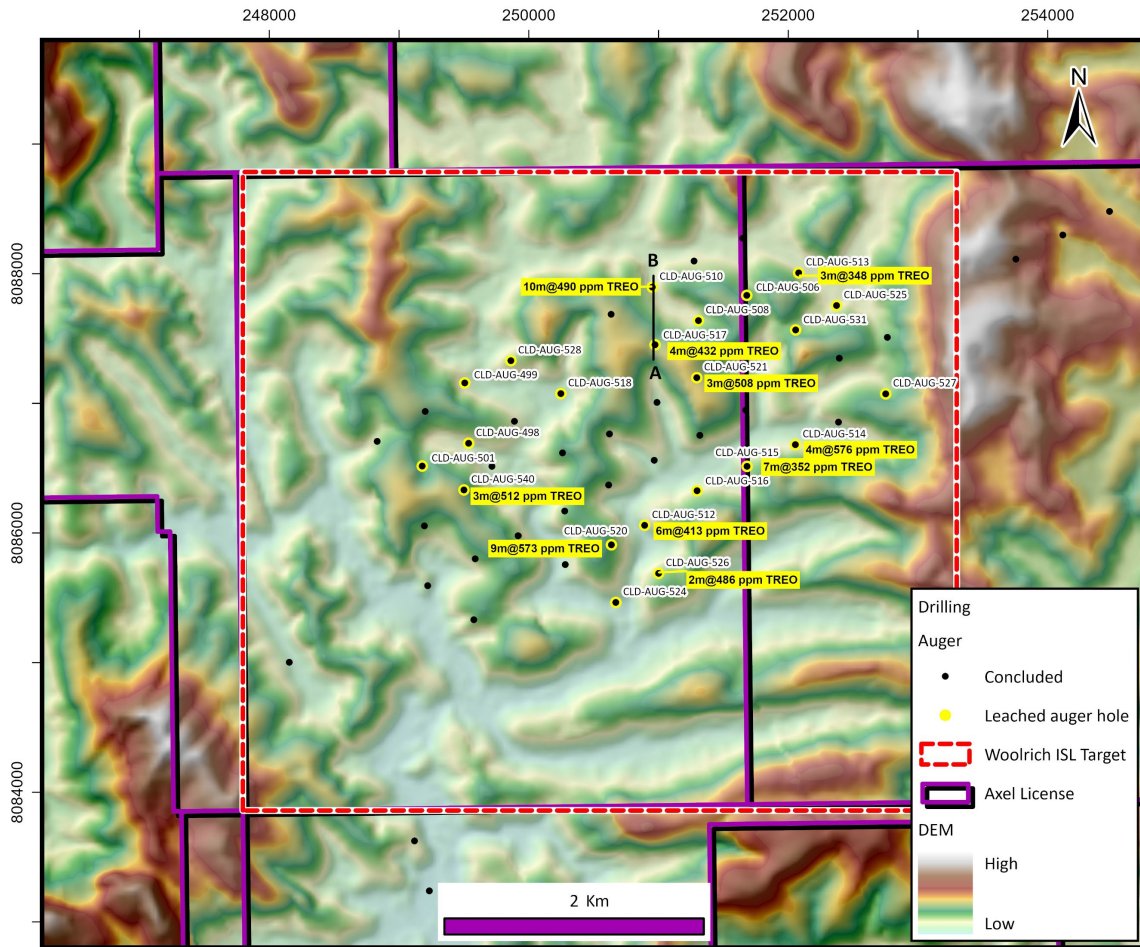 248000
250000
252000
254000
8088000
8086000
8084000
N
B
A
CLD-AUG-513
3m@348 ppm TREO
CLD-AUG-510
10m@490 ppm TREO
CLD-AUG-506
CLD-AUG-525
CLD-AUG-508
CLD-AUG-531
CLD-AUG-517
4m@432 ppm TREO
CLD-AUG-528
CLD-AUG-521
3m@508 ppm TREO
CLD-AUG-499
CLD-AUG-518
CLD-AUG-527
CLD-AUG-498
CLD-AUG-514
4m@576 ppm TREO
CLD-AUG-501
CLD-AUG-515
7m@352 ppm TREO
CLD-AUG-540
3m@512 ppm TREO
CLD-AUG-516
CLD-AUG-512
6m@413 ppm TREO
CLD-AUG-520
9m@573 ppm TREO
CLD-AUG-526
2m@486 ppm TREO
CLD-AUG-524
Drilling
Auger
Concluded
Leached auger hole
Woolrich ISL Target
Axel License
DEM
High
Low
2 Km